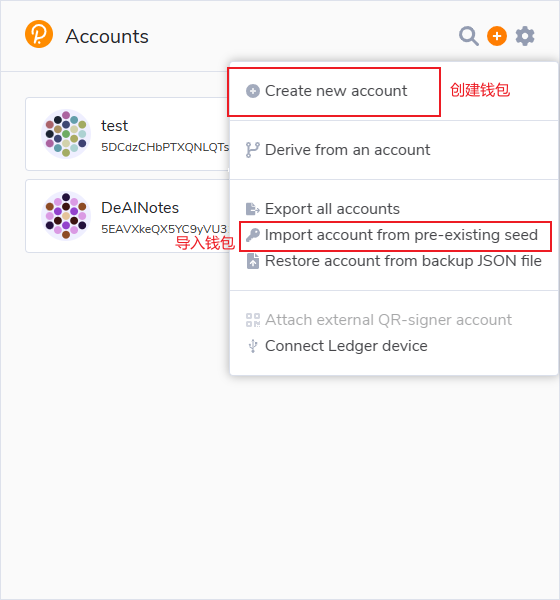 Accounts
Create new account
创建钱包
test
5DCdzCHbPTXQNLQTs
Derive from an account
DeAINotes
5EAVXkeQX5YC9yVU3
Export all accounts
导入钱包
Import account from pre-existing seed
Restore account from backup JSON file
Attach external QR-signer account
Connect Ledger device